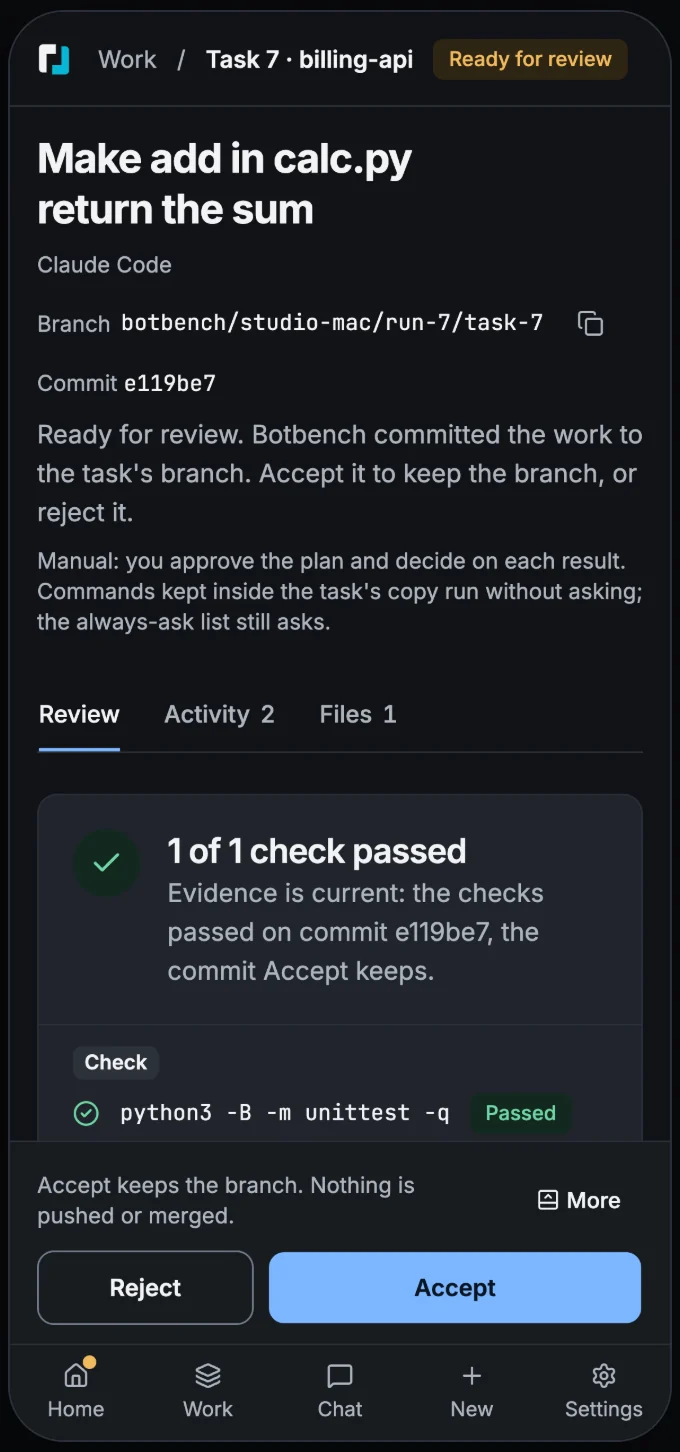 Work / Task 7 · billing-api Ready for review
Make add in calc.py
return the sum
Claude Code
Branch botbench/studio-mac/run-7/task-7
Commit e119be7
Ready for review. Botbench committed the work to
the task's branch. Accept it to keep the branch, or
reject it.
Manual: you approve the plan and decide on each result.
Commands kept inside the task's copy run without asking;
the always-ask list still asks.
Review Activity 2 Files 1
1 of 1 check passed
Evidence is current: the checks
passed on commit e119be7, the
commit Accept keeps.
Check
python3 -B -m unittest -q Passed
Accept keeps the branch. Nothing is
pushed or merged.
More
Reject Accept
Home Work Chat New Settings